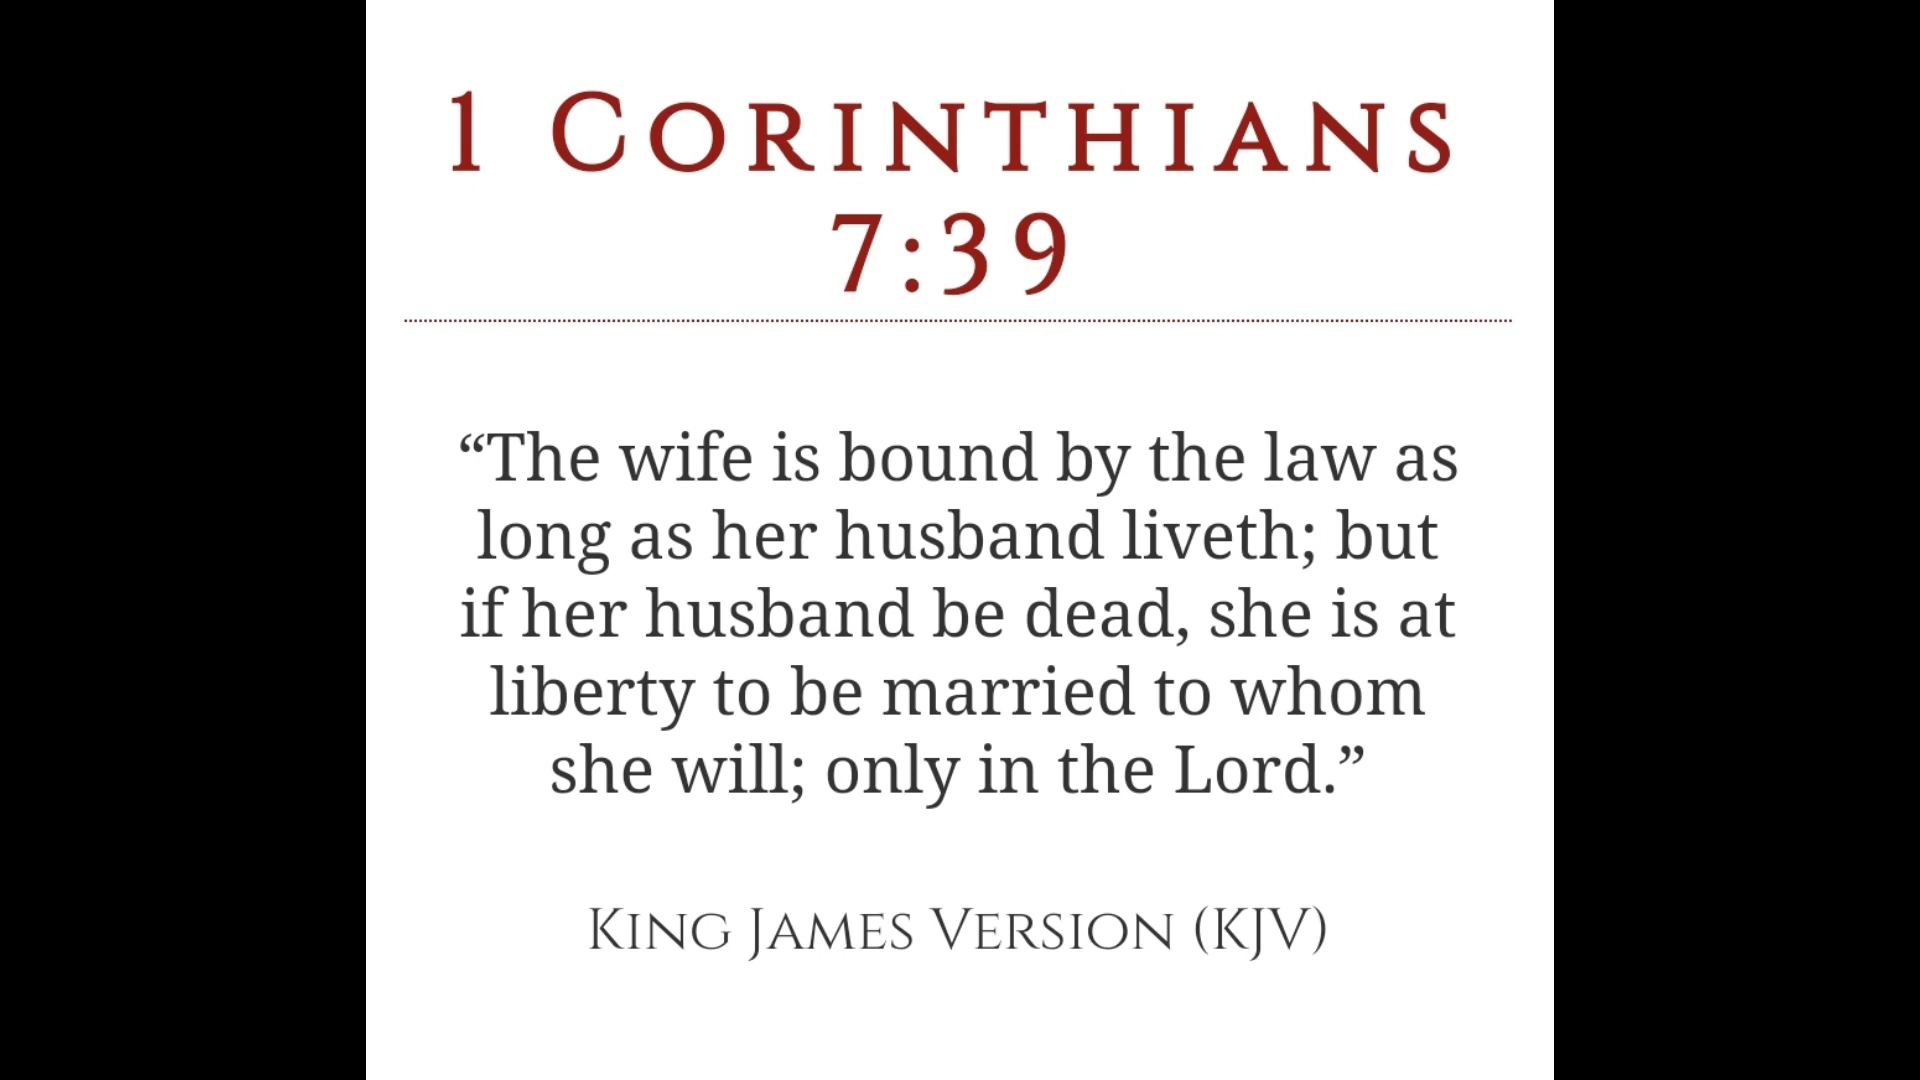 1 Corinthians
7:39
“The wife is bound by the law as
long as her husband liveth; but
if her husband be dead, she is at
liberty to be married to whom
she will; only in the Lord.”
King James Version (KJV)